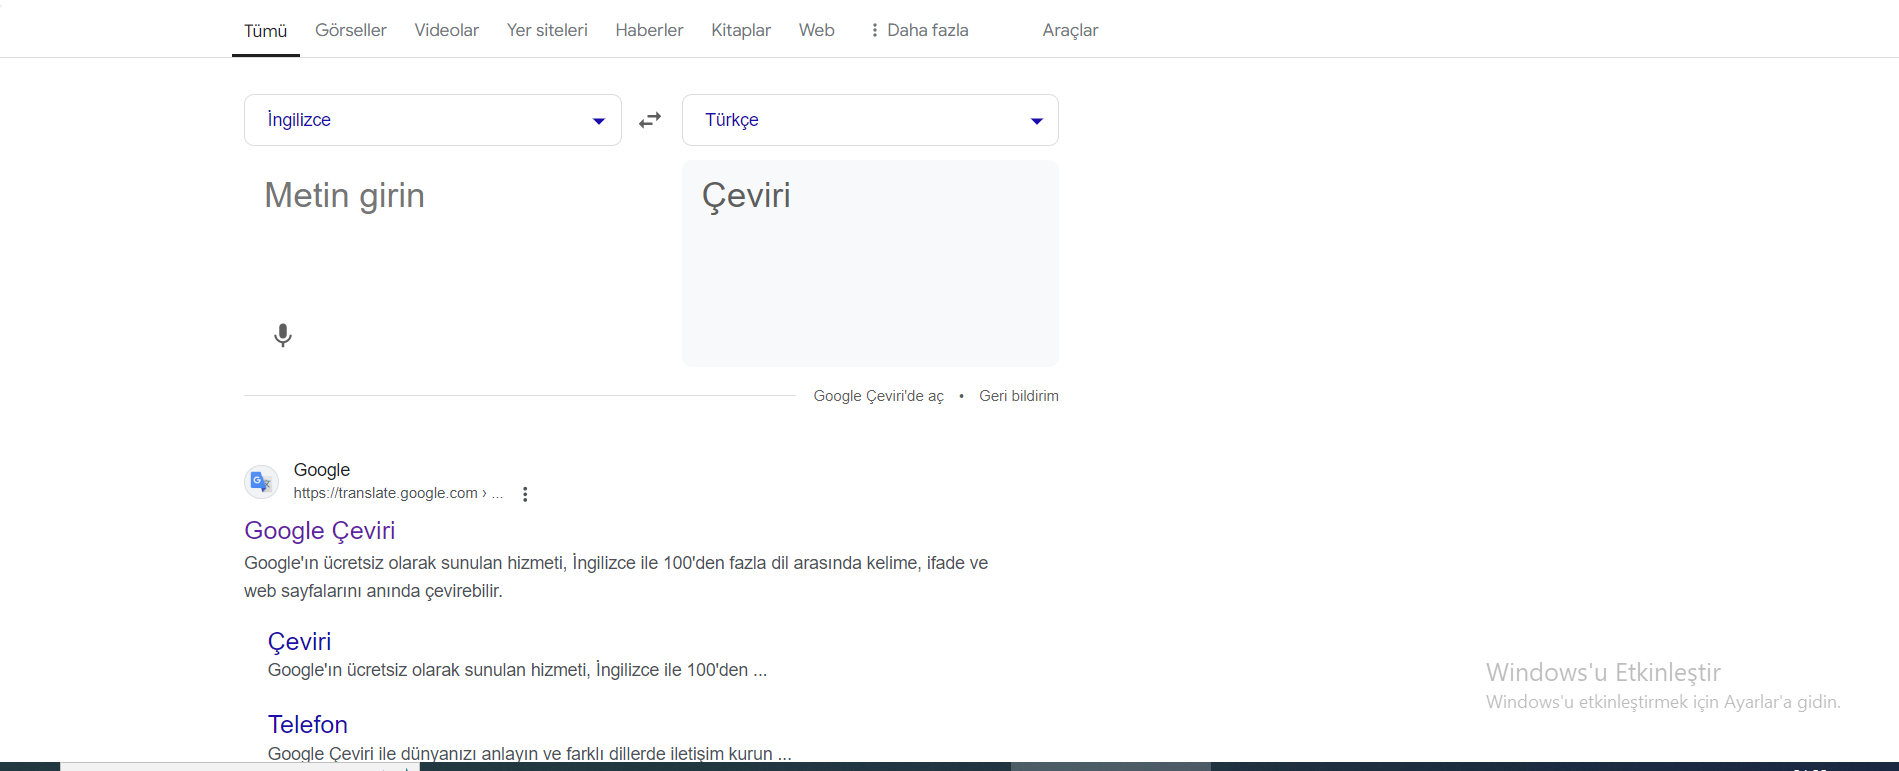 Tümü Görseller Videolar Yer siteleri Haberler Kitaplar Web Daha fazla Araçlar
İngilizce Türkçe
Metin girin Çeviri
Google Çeviri'de aç • Geri bildirim
Google
https://translate.google.com › ...
Google Çeviri
Google'ın ücretsiz olarak sunulan hizmeti, İngilizce ile 100'den fazla dil arasında kelime, ifade ve
web sayfalarını anında çevirebilir.
Çeviri
Google'ın ücretsiz olarak sunulan hizmeti, İngilizce ile 100'den ...
Windows'u Etkinleştir
Windows'u etkinleştirmek için Ayarlar'a gidin.
Telefon
Google Çeviri ile dünyanızı anlayın ve farklı dillerde iletişim kurun ...